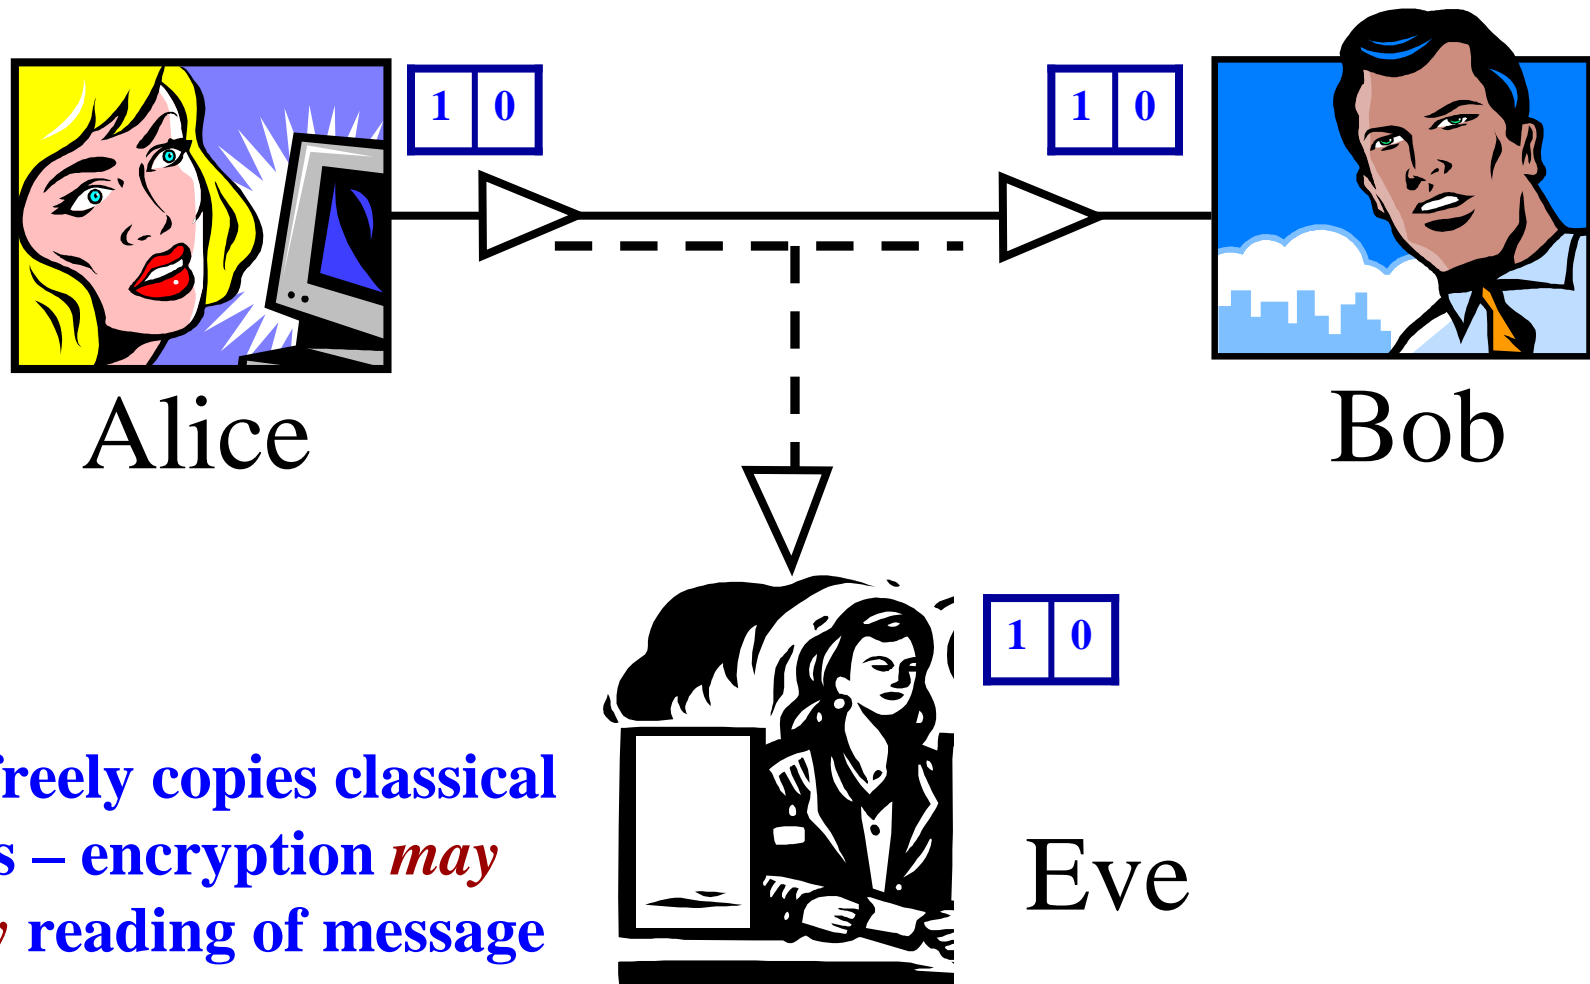 1 0
1 0
Alice
Bob
1 0
freely copies classical
s – encryption may
y reading of message
Eve